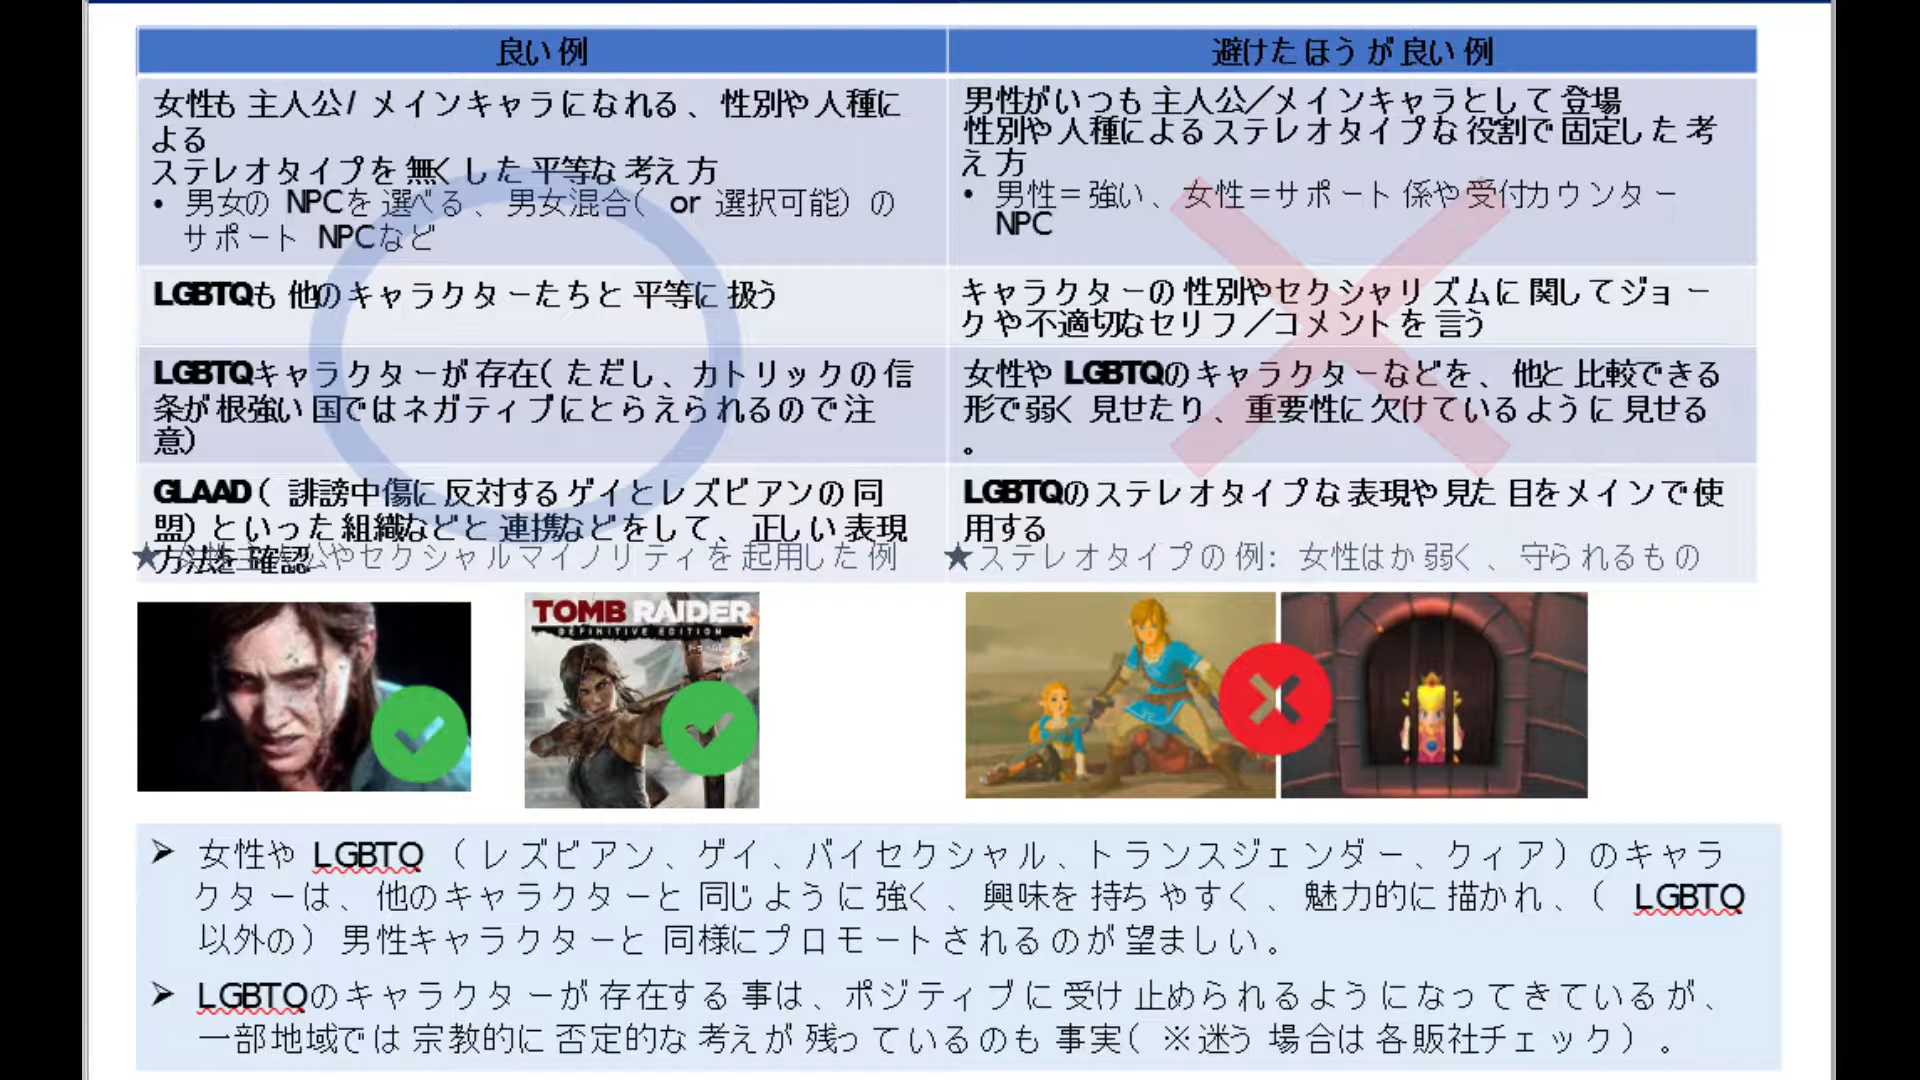 良い例
女性も主人公/メインキャラになれる、性別や人種に
よる
ステレオタイプを無くした平等な考え方
• 男女のNPCを選べる、男女混合(or 選択可能)の
サポートNPCなど
LGBTQも他のキャラクターたちと平等に扱う
LGBTQキャラクターが存在(ただし、カトリックの信
条が根強い国ではネガティブにとらえられるので注
意)
GLAAD(誹謗中傷に反対するゲイとレズビアンの同
盟)といった組織などと連携などをして、正しい表現
方法を確認
避けたほうが良い例
男性がいつも主人公/メインキャラとして登場
性別や人種によるステレオタイプな役割で固定した考
え方
• 男性=強い、女性=サポート係や受付カウンター
NPC
キャラクターの性別やセクシャリズムに関してジョー
クや不適切なセリフ/コメントを言う
女性やLGBTQのキャラクターなどを、他と比較できる
形で弱く見せたり、重要性に欠けているように見せる
。
LGBTQのステレオタイプな表現や見た目をメインで使
用する
★ 公やセクシャルマイノリティを起用した例
★ステレオタイプの例: 女性はか弱く、守られるもの
TOMB RAIDER
DEFINITIVE EDITION
➤ 女性やLGBTQ(レズビアン、ゲイ、バイセクシャル、トランスジェンダー、クィア)のキャラ
クターは、他のキャラクターと同じように強く、興味を持ちやすく、魅力的に描かれ、(LGBTQ
以外の)男性キャラクターと同様にプロモートされるのが望ましい。
➤ LGBTQのキャラクターが存在する事は、ポジティブに受け止められるようになってきているが、
一部地域では宗教的に否定的な考えが残っているのも事実(※迷う場合は各販社チェック)。